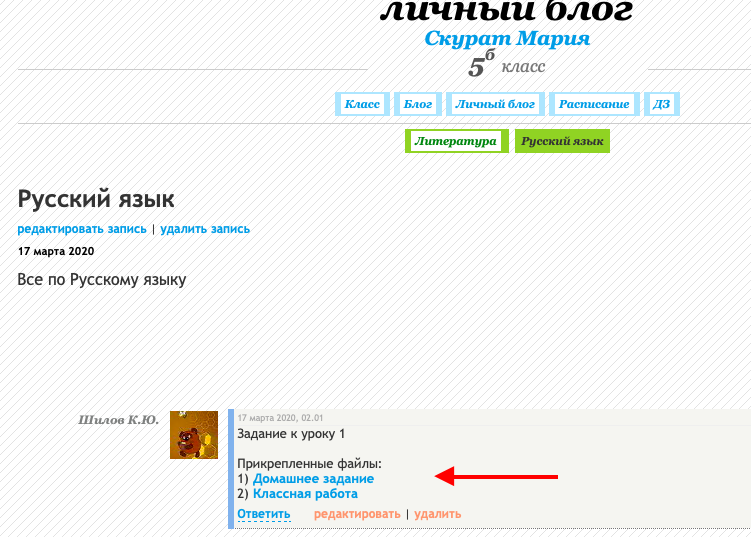 личный блог
Скурат Мария
5б класс
Класс Блог Личный блог Расписание ДЗ
Литература Русский язык
Русский язык
редактировать запись | удалить запись
17 марта 2020
Все по Русскому языку
Шилов К.Ю.
17 марта 2020, 02.01
Задание к уроку 1
Прикрепленные файлы:
1) Домашнее задание
2) Классная работа
Ответить редактировать | удалить